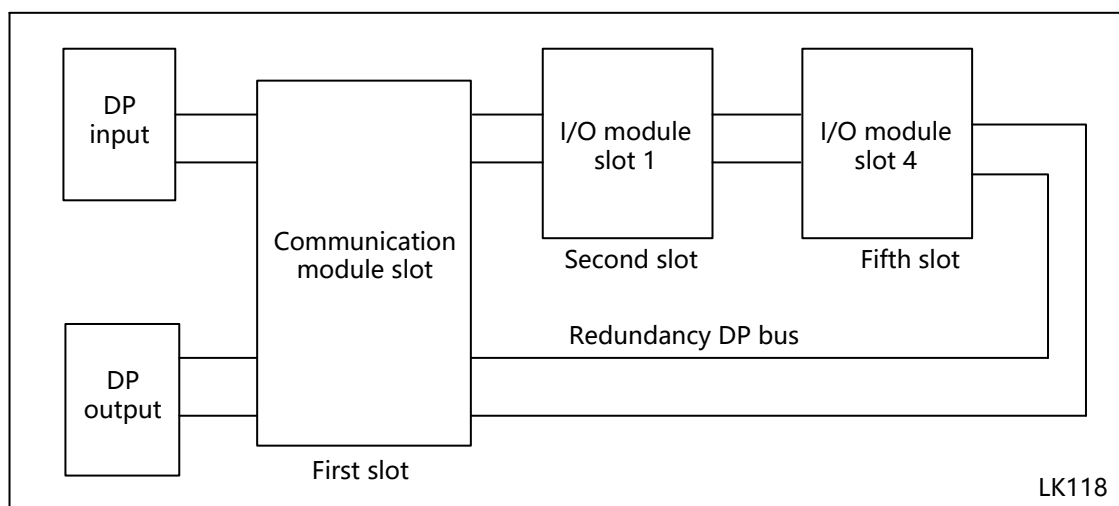 DP
input
Communication
module slot
I/O module
slot 1
I/O module
slot 4
Second slot
Fifth slot
Redundancy DP bus
DP
output
First slot
LK118